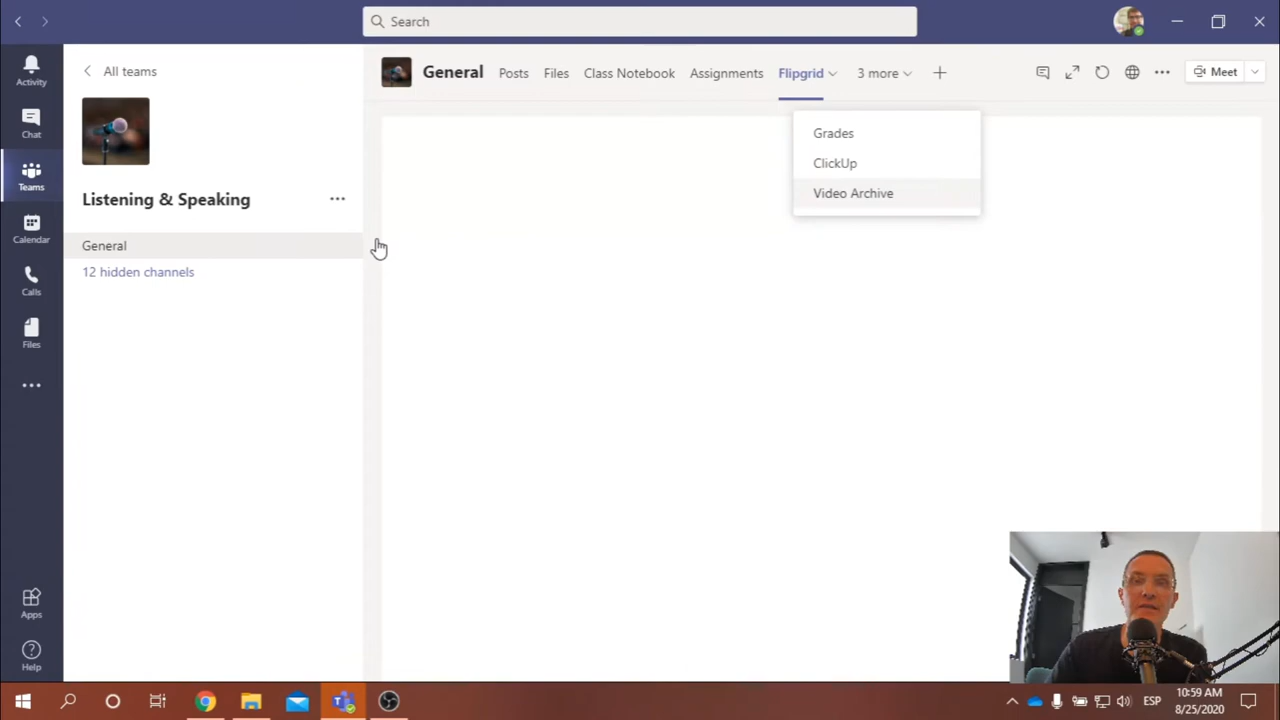 Search
Activity
Chat
Teams
Calendar
Calls
Files
Apps
Help
All teams
Listening & Speaking
General
12 hidden channels
General
Posts
Files
Class Notebook
Assignments
Flipgrid
3 more
Meet
Grades
ClickUp
Video Archive
ESP
10:59 AM
8/25/2020